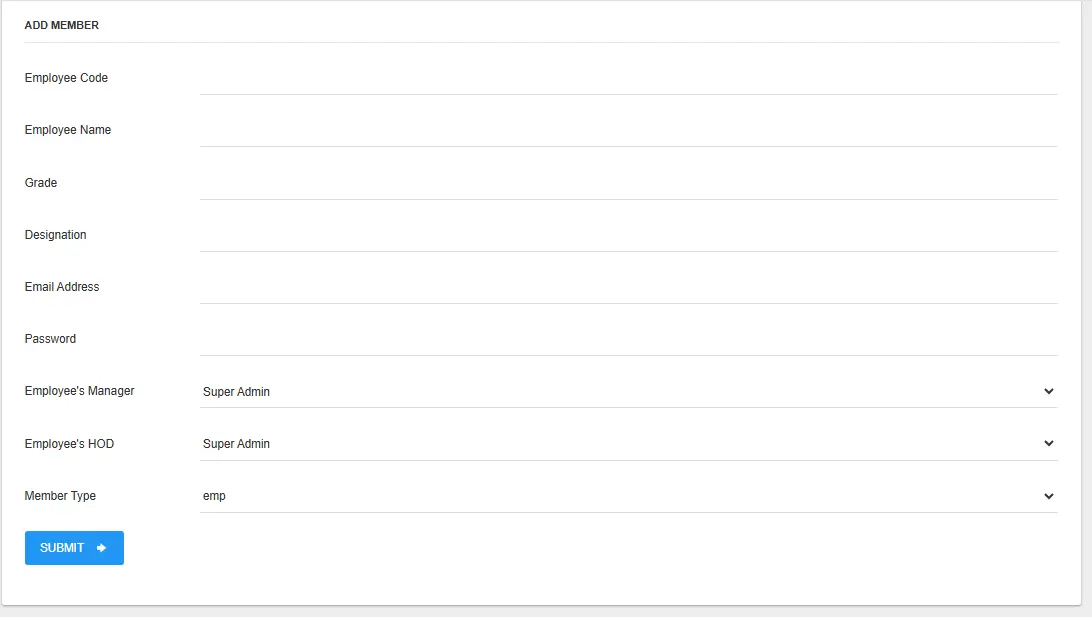 ADD MEMBER
Employee Code
Employee Name
Grade
Designation
Email Address
Password
Employee's Manager Super Admin
Employee's HOD Super Admin
Member Type emp
SUBMIT